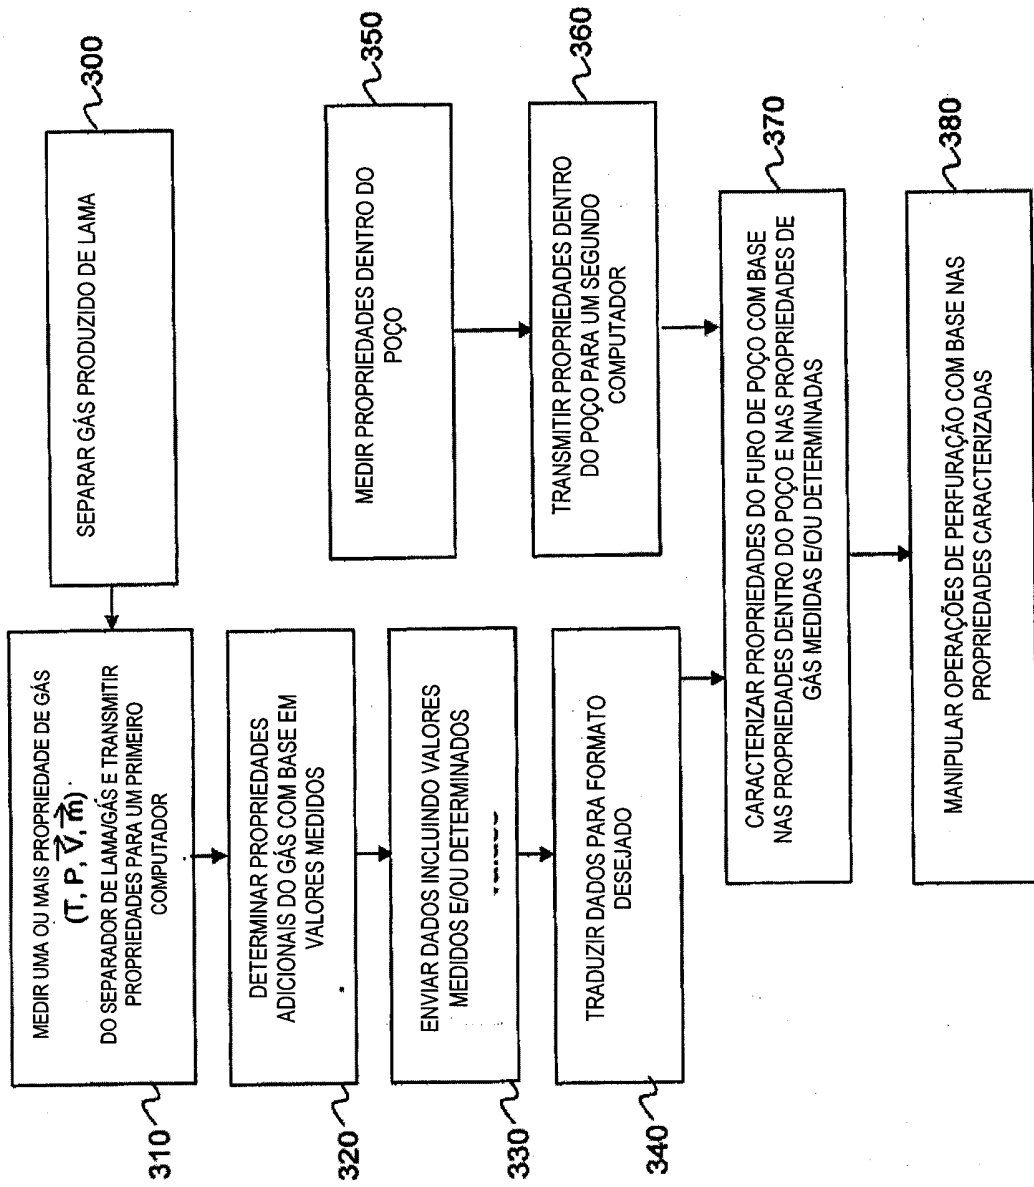 300
SEPARAR GÁS PRODUZIDO DE LAMA
310
MEDIR UMA OU MAIS PROPRIEDADE DE GÁS
(T, P, V, m)
DO SEPARADOR DE LAMA/GÁS E TRANSMITIR
PROPRIEDADES PARA UM PRIMEIRO
COMPUTADOR
320
DETERMINAR PROPRIEDADES
ADICIONAIS DO GÁS COM BASE EM
VALORES MEDIDOS
330
ENVIAR DADOS INCLUINDO VALORES
MEDIDOS E/OU DETERMINADOS
340
TRADUZIR DADOS PARA FORMATO
DESEJADO
350
MEDIR PROPRIEDADES DENTRO DO
POÇO
360
TRANSMITIR PROPRIEDADES DENTRO
DO POÇO PARA UM SEGUNDO
COMPUTADOR
370
CARACTERIZAR PROPRIEDADES DO FURO DE POÇO COM BASE
NAS PROPRIEDADES DENTRO DO POÇO E NAS PROPRIEDADES DE
GÁS MEDIDAS E/OU DETERMINADAS
380
MANIPULAR OPERAÇÕES DE PERFURAÇÃO COM BASE NAS
PROPRIEDADES CARACTERIZADAS